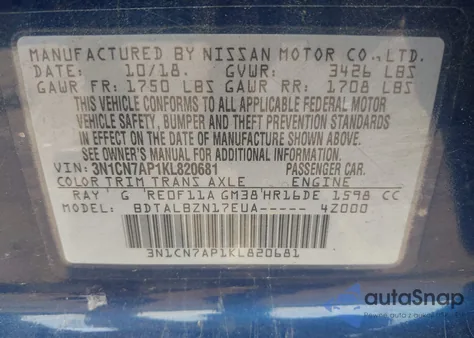 MANUFACTURED BY NISSAN MOTOR CO., LTD.
DATE: 10/18. GVWR: 3426 LBS
GAWR FR: 1750 LBS GAWR RR: 1708 LBS
THIS VEHICLE CONFORMS TO ALL APPLICABLE FEDERAL MOTOR
VEHICLE SAFETY, BUMPER AND THEFT PREVENTION STANDARDS
IN EFFECT ON THE DATE OF MANUFACTURE SHOWN ABOVE.
SEE OWNER'S MANUAL FOR ADDITIONAL INFORMATION.
VIN: 3N1CN7AP1KL820681 PASSENGER CAR.
COLOR TRIM TRANS AXLE ENGINE
RAY G RE0F11A GM38 HR16DE 1598 CC
MODEL: BDTALBZN17EUA----- 4Z000
3N1CN7AP1KL820681
autoSnap